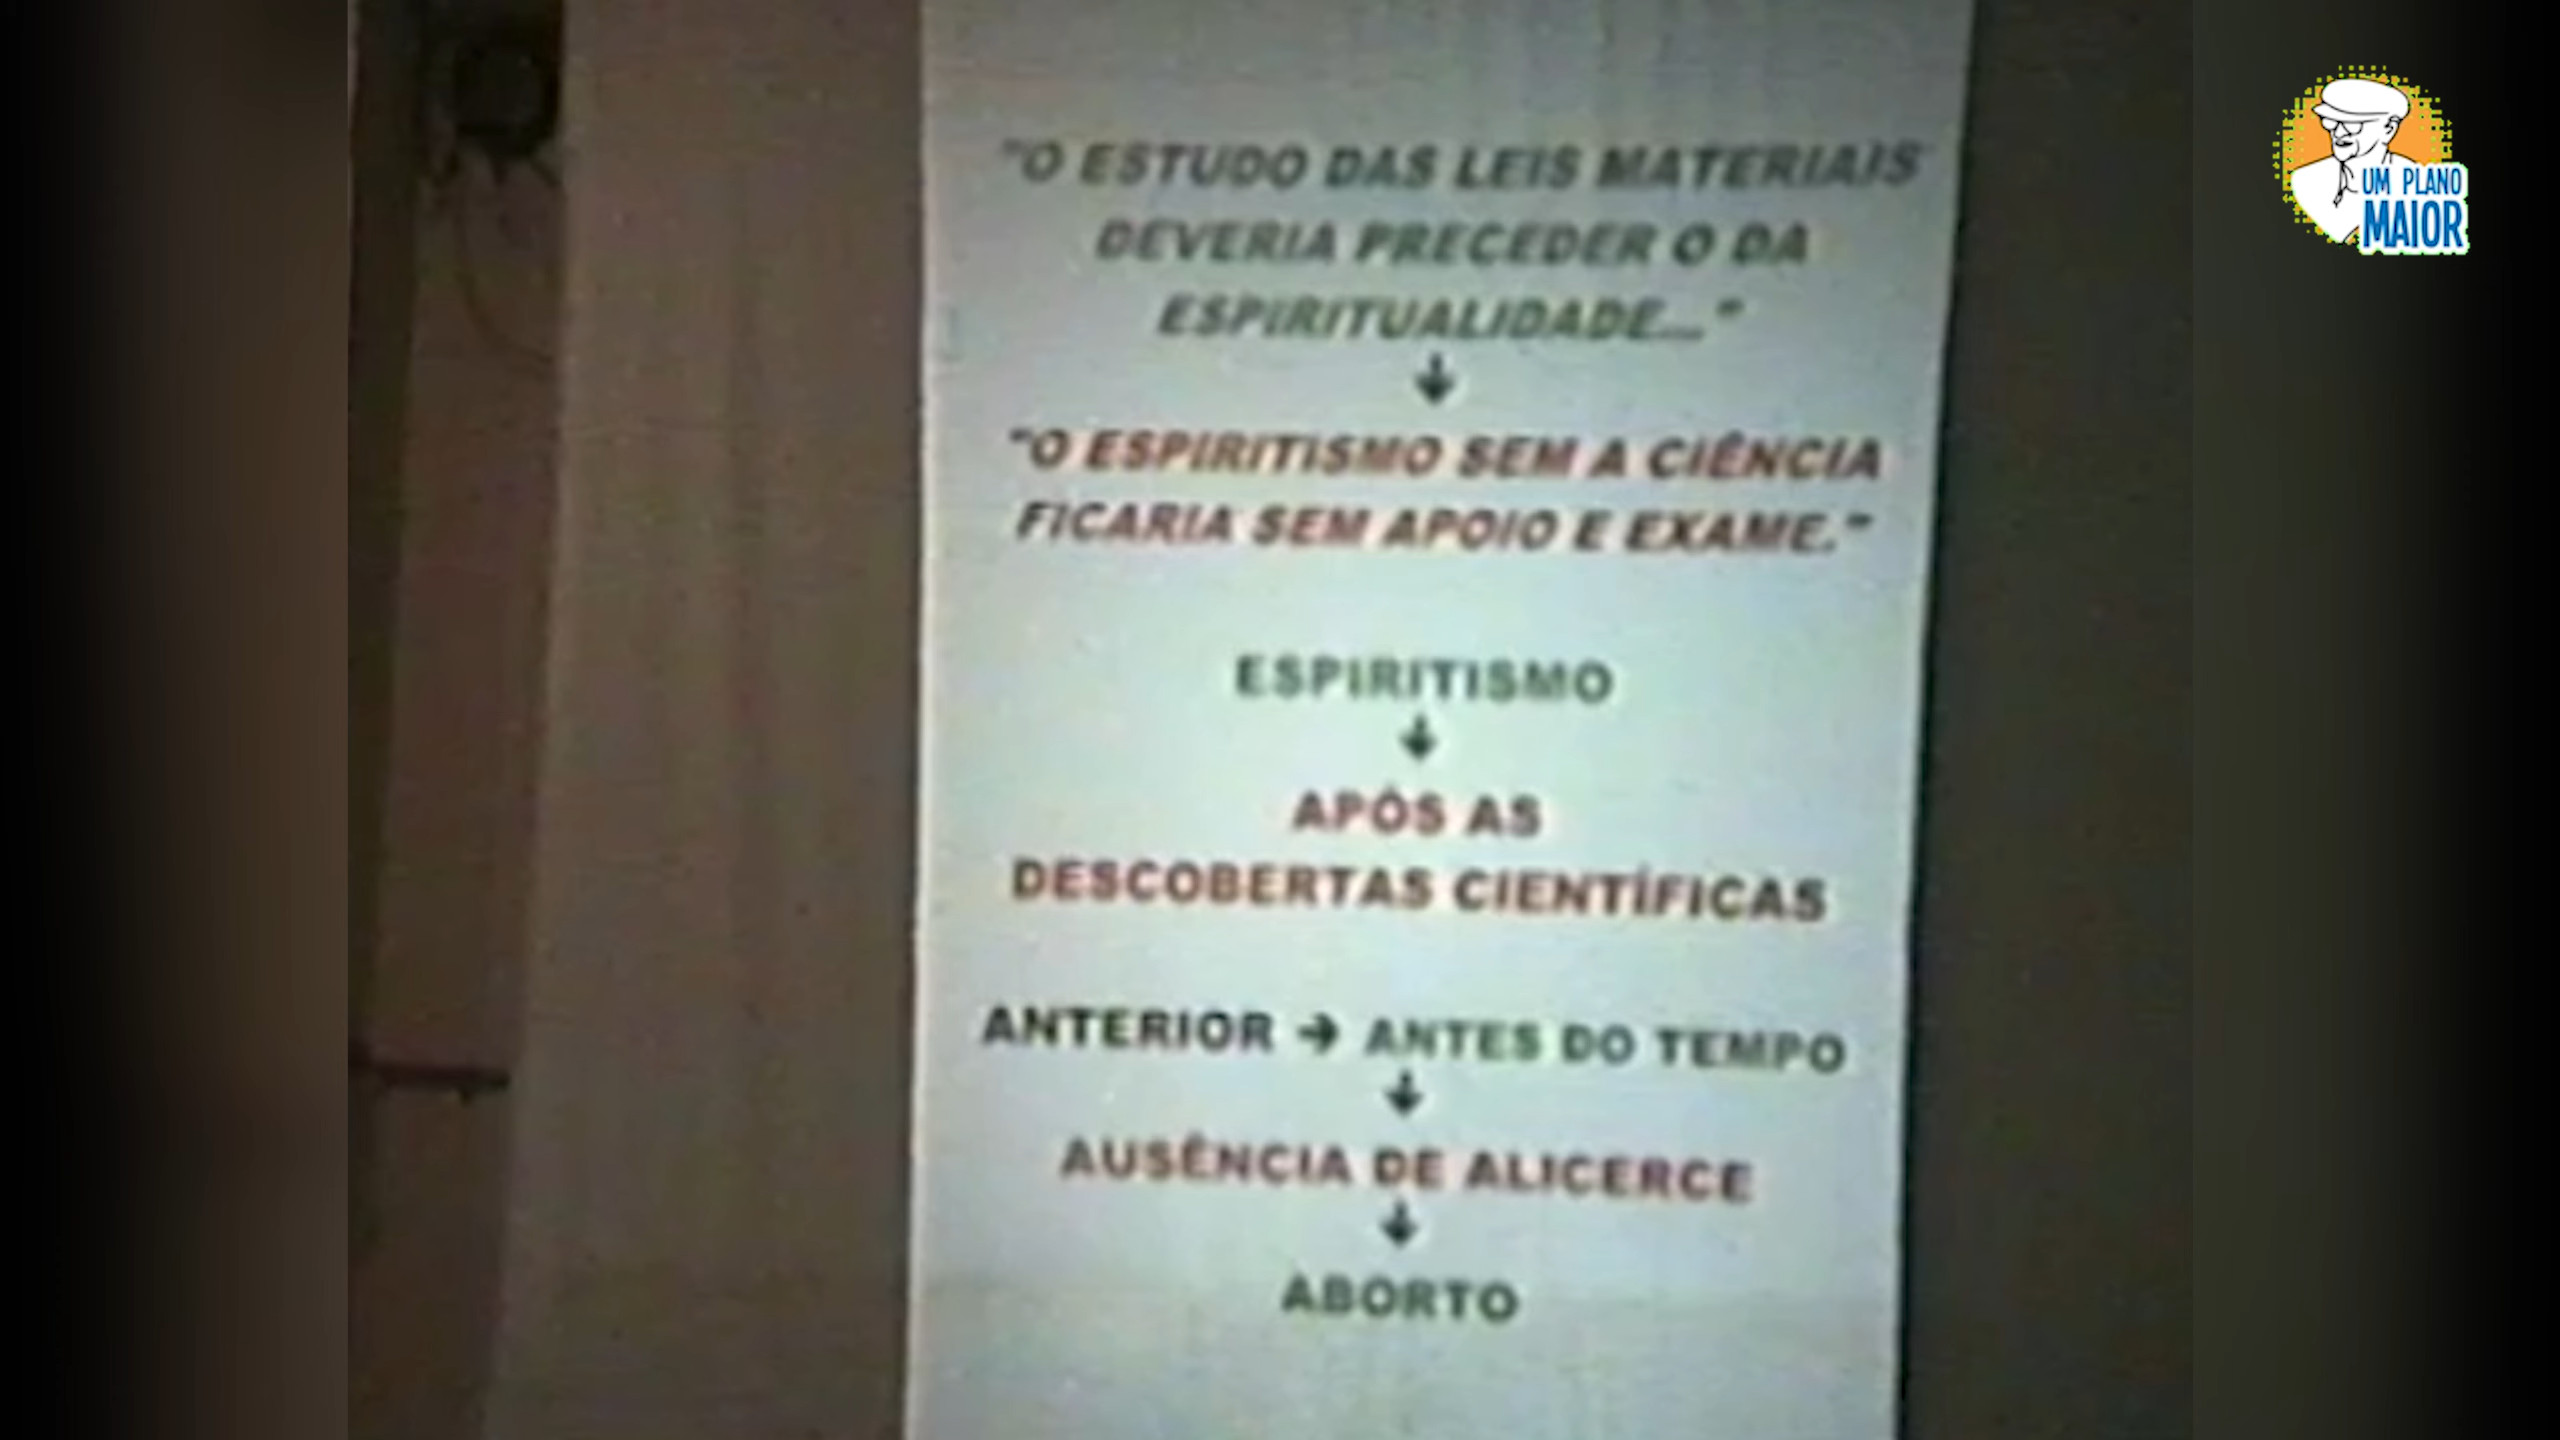 "O ESTUDO DAS LEIS MATERIAIS
DEVERIA PRECEDER O DA
ESPIRITUALIDADE..."
"O ESPIRITISMO SEM A CIÊNCIA
FICARIA SEM APOIO E EXAME."
ESPIRITISMO
APÓS AS
DESCOBERTAS CIENTÍFICAS
ANTERIOR → ANTES DO TEMPO
AUSÊNCIA DE ALICERCE
ABORTO
UM PLANO
MAIOR